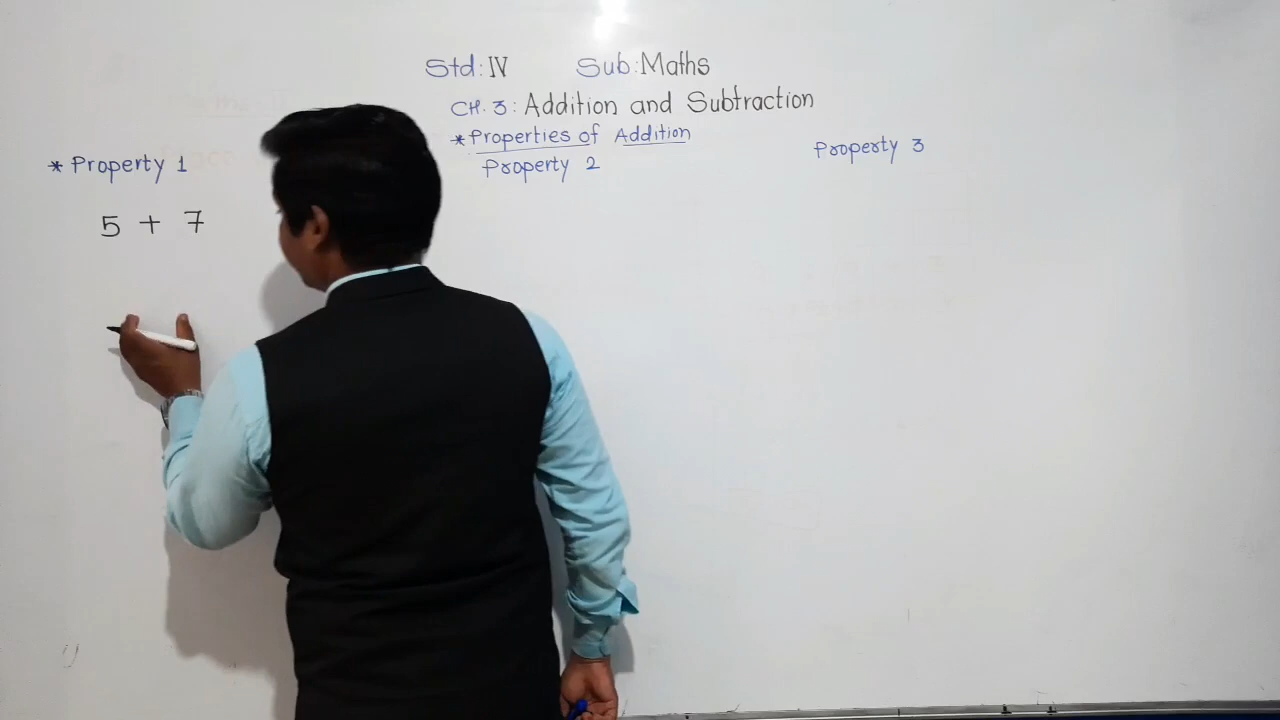 Std: IV Sub: Maths
CH. 3: Addition and Subtraction
* Properties of Addition
* Property 1
Property 2
Property 3
5 + 7